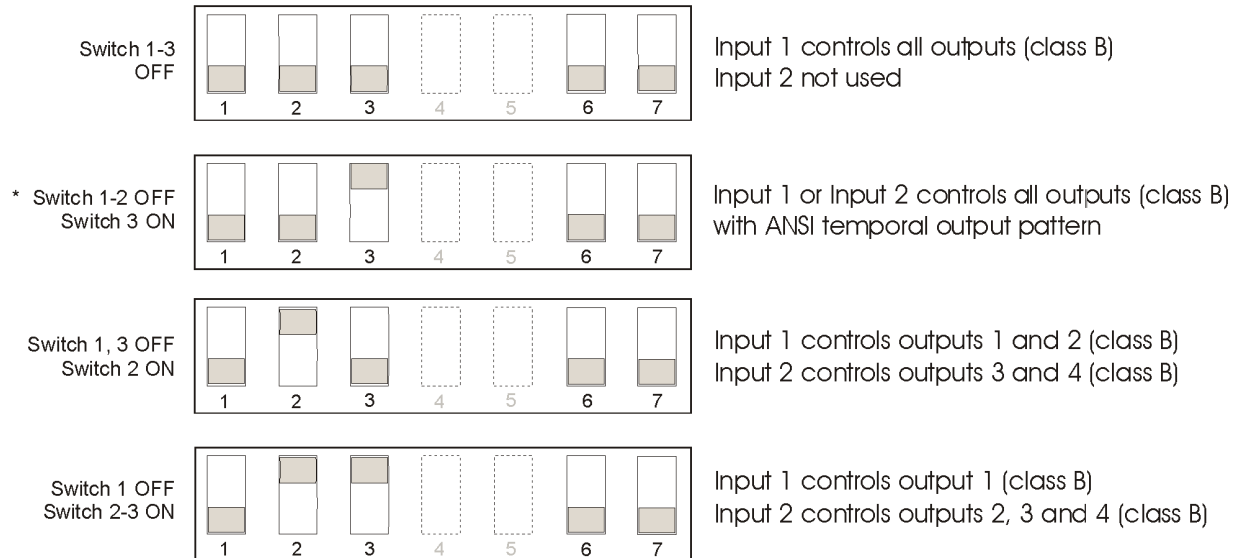 Switch 1-3
OFF
1 2 3 4 5 6 7
Input 1 controls all outputs (class B)
Input 2 not used
* Switch 1-2 OFF
Switch 3 ON
1 2 3 4 5 6 7
Input 1 or Input 2 controls all outputs (class B)
with ANSI temporal output pattern
Switch 1, 3 OFF
Switch 2 ON
1 2 3 4 5 6 7
Input 1 controls outputs 1 and 2 (class B)
Input 2 controls outputs 3 and 4 (class B)
Switch 1 OFF
Switch 2-3 ON
1 2 3 4 5 6 7
Input 1 controls output 1 (class B)
Input 2 controls outputs 2, 3 and 4 (class B)